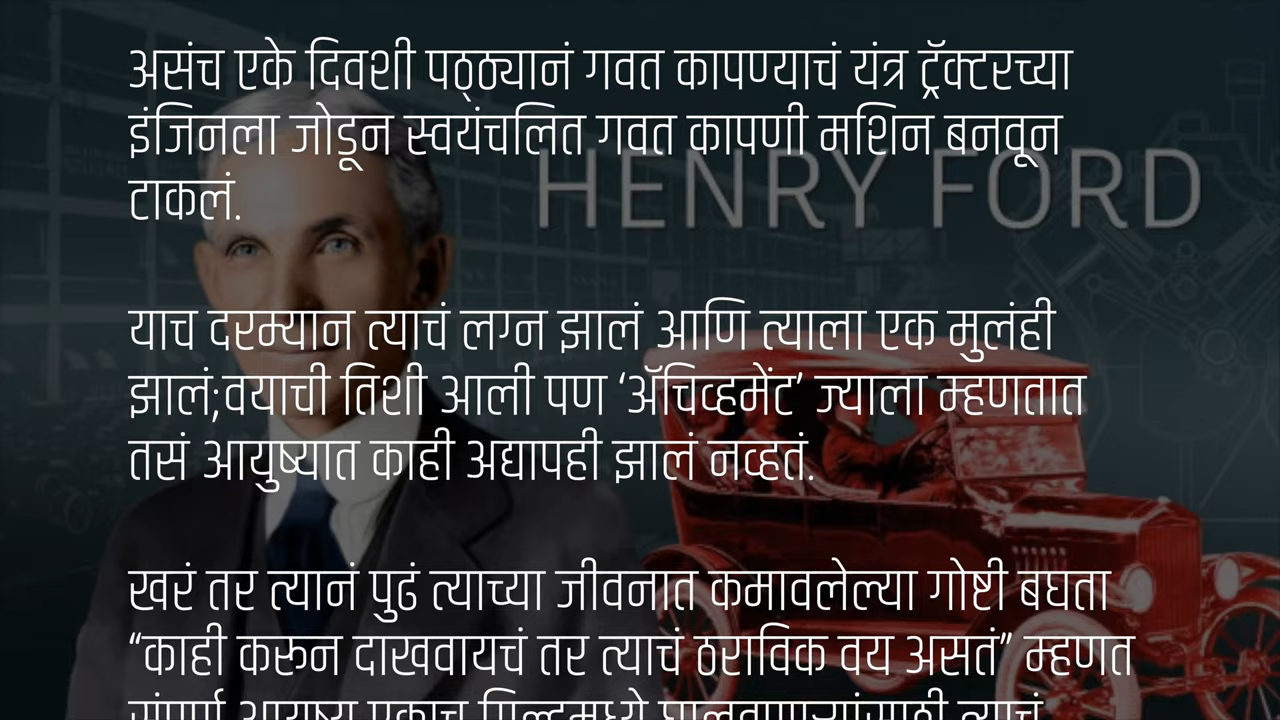 असंच एके दिवशी पठ्ठ्यानं गवत कापण्याचं यंत्र ट्रॅक्टरच्या
इंजिनला जोडून स्वयंचलित गवत कापणी मशिन बनवून
HENRY FORD
टाकलं.
याच दरम्यान त्याचं लग्न झालं आणि त्याला एक मुलंही
झालं;वयाची तिशी आली पण ‘ॲचिव्हमेंट’ ज्याला म्हणतात
तसं आयुष्यात काही अद्यापही झालं नव्हतं.
खरं तर त्यानं पुढं त्याच्या जीवनात कमावलेल्या गोष्टी बघता
“काही करून दाखवायचं तर त्याचं ठराविक वय असतं” म्हणत